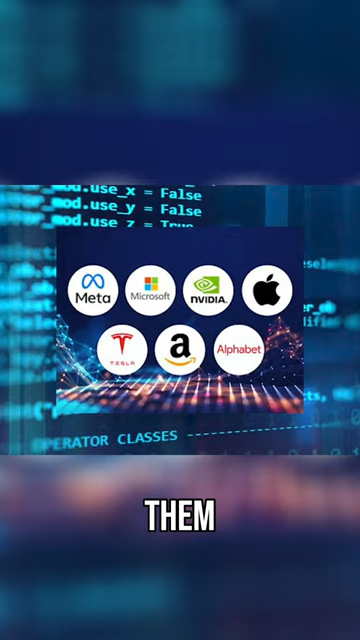 _mod.use_x = False
_mod.use_y = False
_mod.use_z = True
Meta
Microsoft
NVIDIA.
TESLA
a
Alphabet
OPERATOR CLASSES
THEM